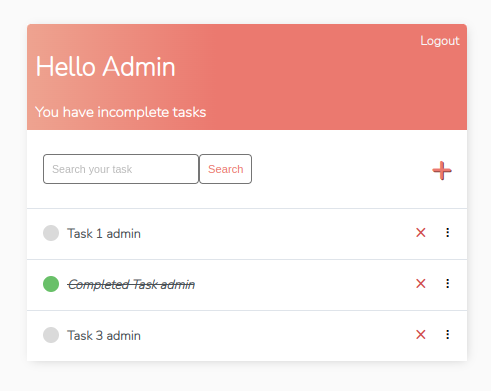 Logout
Hello Admin
You have incomplete tasks
Search your task
Search
Task 1 admin
Completed Task admin
Task 3 admin